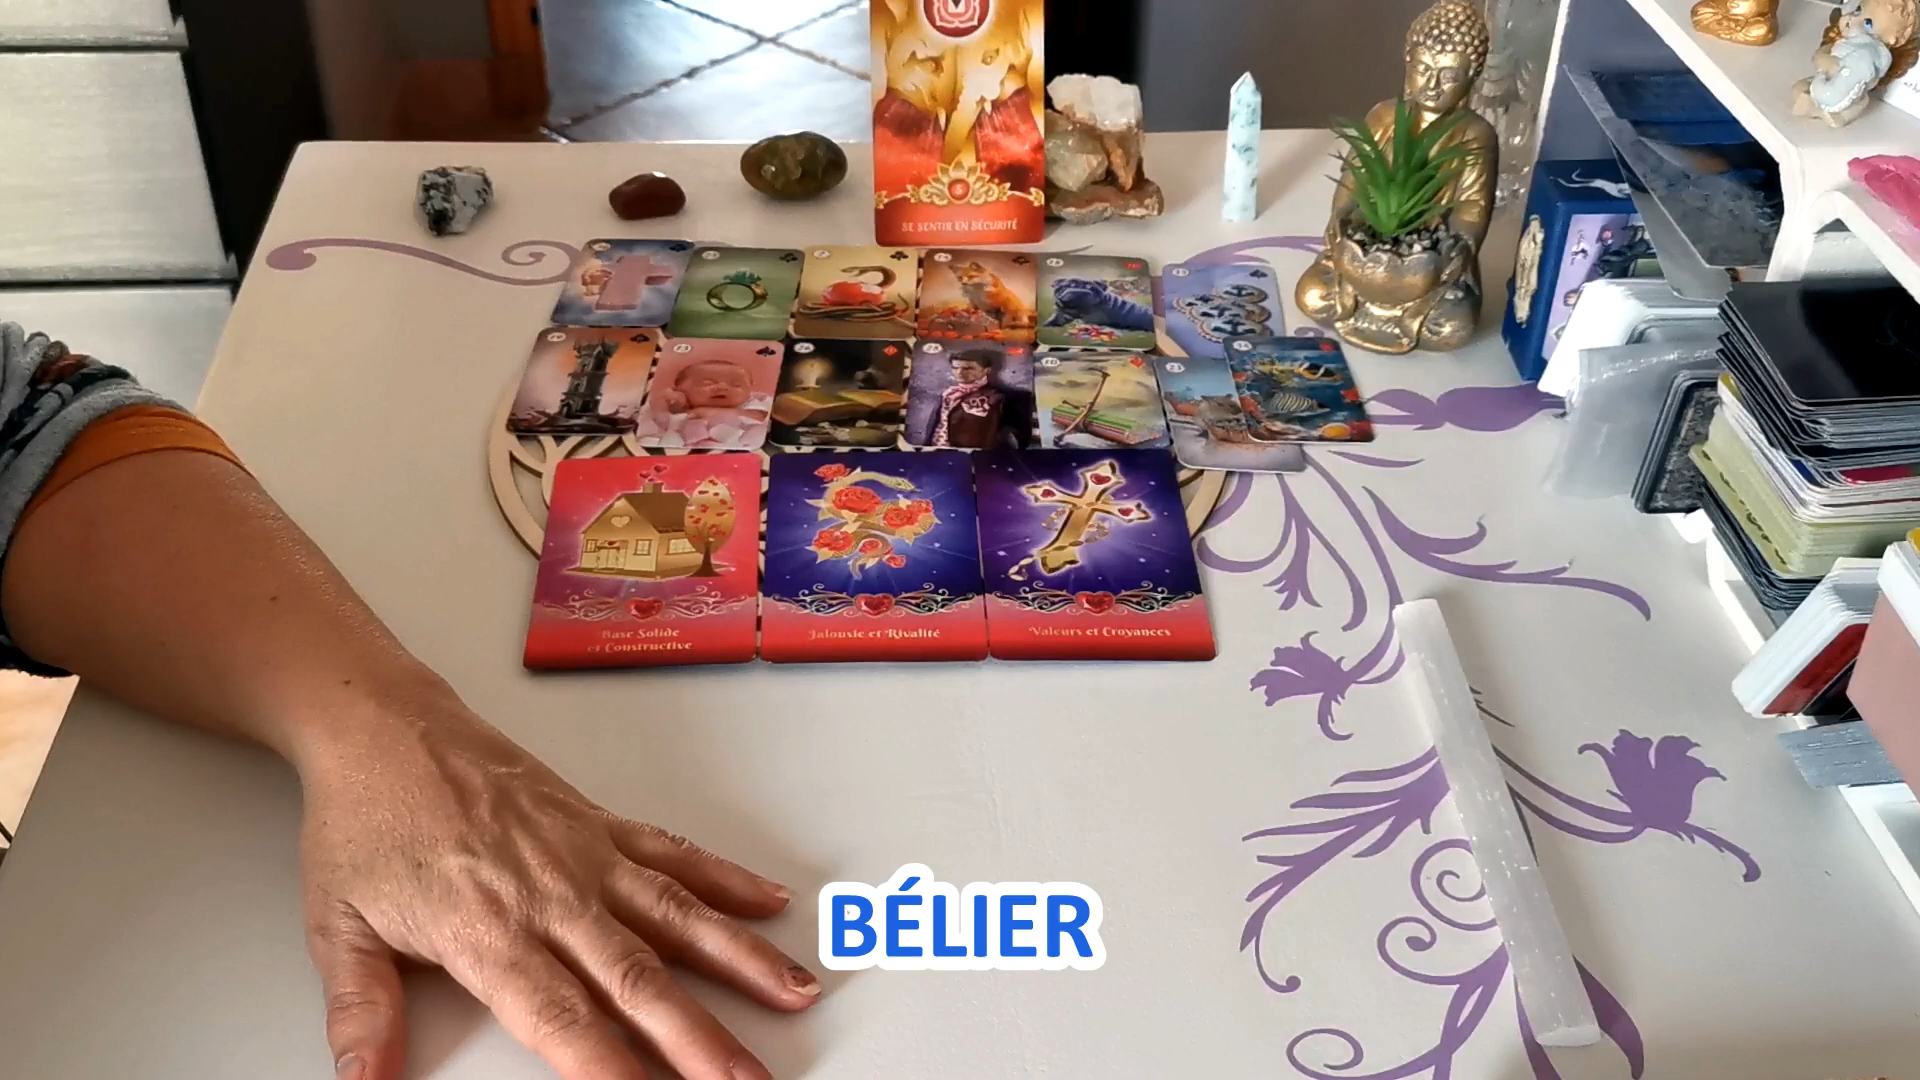 SE SENTIR EN SÉCURITÉ
Base Solide
et Constructive
Jalousie et Rivalité
Valeurs et Croyances
BÉLIER